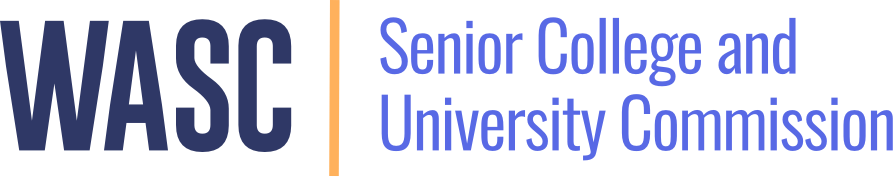 WASC
Senior College and
University Commission